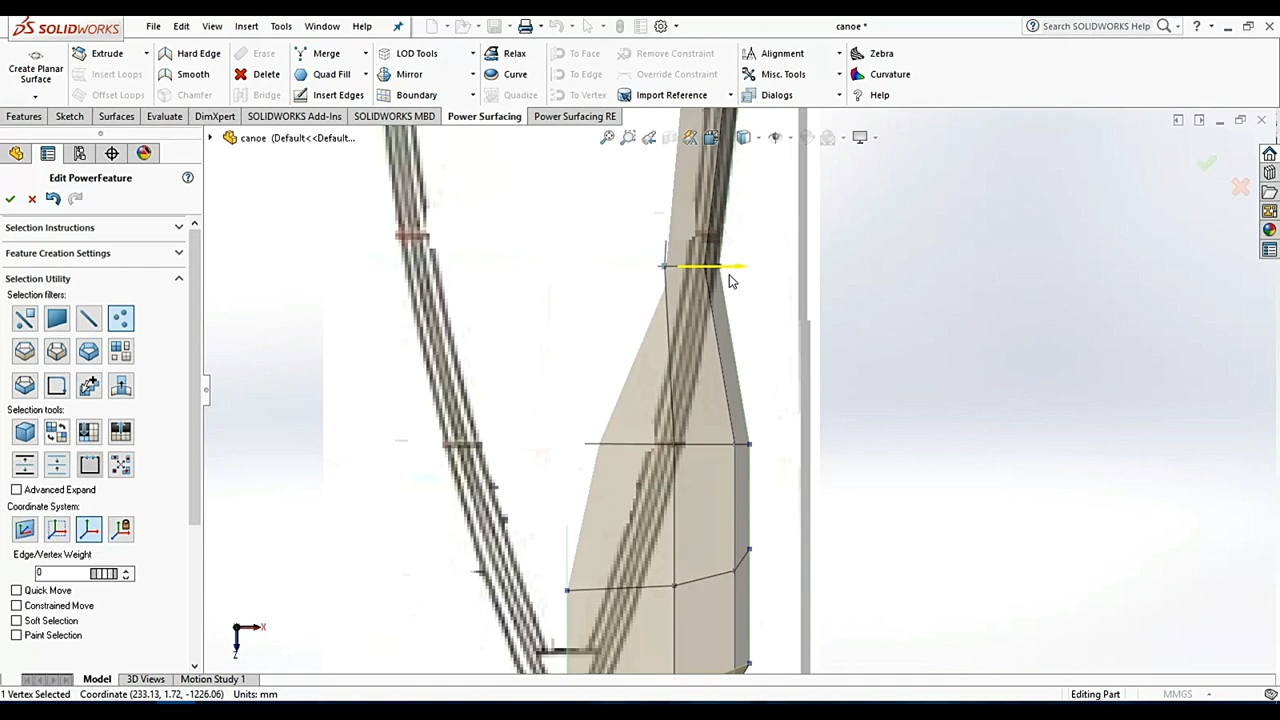 SOLIDWORKS File Edit View Insert Tools Window Help canoe * Search SOLIDWORKS Help ?
Create Planar Surface
Extrude Hard Edge Erase Merge LOD Tools Relax To Face Remove Constraint Alignment Zebra
Insert Loops Smooth Delete Quad Fill Mirror Curve To Edge Override Constraint Misc. Tools Curvature
Offset Loops Chamfer Bridge Insert Edges Boundary Quadize To Vertex Import Reference Dialogs Help
Features Sketch Surfaces Evaluate DimXpert SOLIDWORKS Add-Ins SOLIDWORKS MBD Power Surfacing Power Surfacing RE
canoe (Default<<Default...
Edit PowerFeature
Selection Instructions
Feature Creation Settings
Selection Utility
Selection filters:
Selection tools:
Advanced Expand
Coordinate System:
Edge/Vertex Weight
0
Quick Move
Constrained Move
Soft Selection
Paint Selection
X
Z
Model 3D Views Motion Study 1
1 Vertex Selected Coordinate (233.13, 1.72, -1226.06) Units: mm Editing Part MMGS